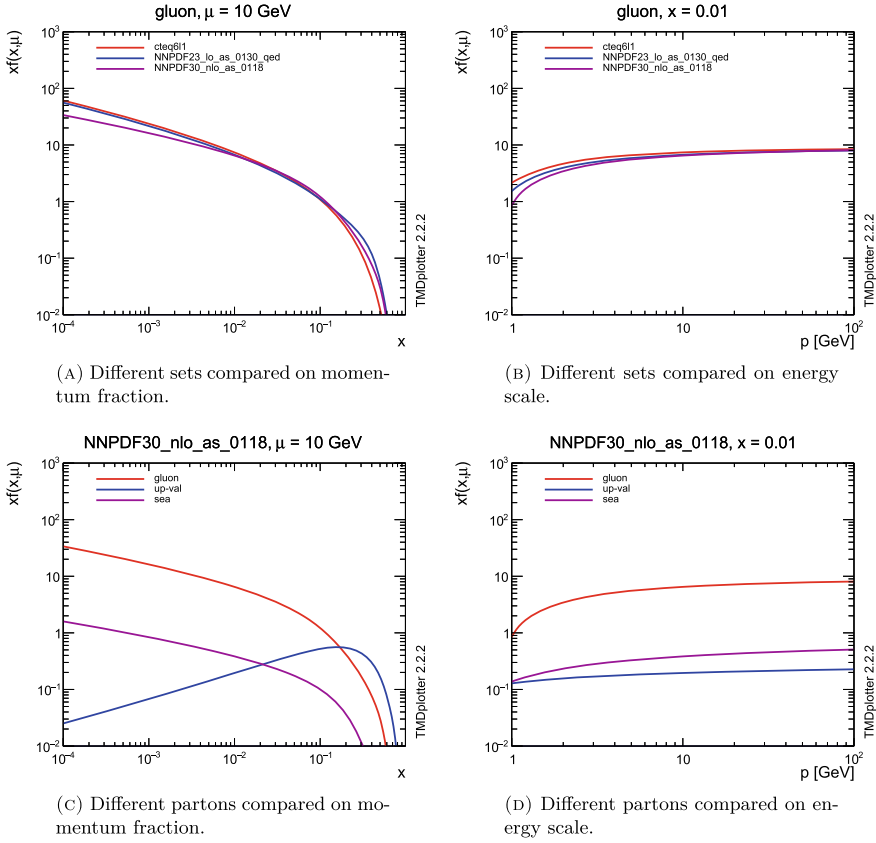 gluon, μ = 10 GeV
xf(x,μ)
10³
10²
10
1
10⁻¹
10⁻²
cteq6l1
NNPDF23_lo_as_0130_qed
NNPDF30_nlo_as_0118
10⁻⁴
10⁻³
10⁻²
10⁻¹
x
TMDplotter 2.2.2
(A) Different sets compared on momen-
tum fraction.
gluon, x = 0.01
xf(x,μ)
10³
10²
10
1
10⁻¹
10⁻²
cteq6l1
NNPDF23_lo_as_0130_qed
NNPDF30_nlo_as_0118
1
10
10²
p [GeV]
TMDplotter 2.2.2
(B) Different sets compared on energy
scale.
NNPDF30_nlo_as_0118, μ = 10 GeV
xf(x,μ)
10³
10²
10
1
10⁻¹
10⁻²
gluon
up-val
sea
10⁻⁴
10⁻³
10⁻²
10⁻¹
x
TMDplotter 2.2.2
(C) Different partons compared on mo-
mentum fraction.
NNPDF30_nlo_as_0118, x = 0.01
xf(x,μ)
10³
10²
10
1
10⁻¹
10⁻²
gluon
up-val
sea
1
10
10²
p [GeV]
TMDplotter 2.2.2
(D) Different partons compared on en-
ergy scale.